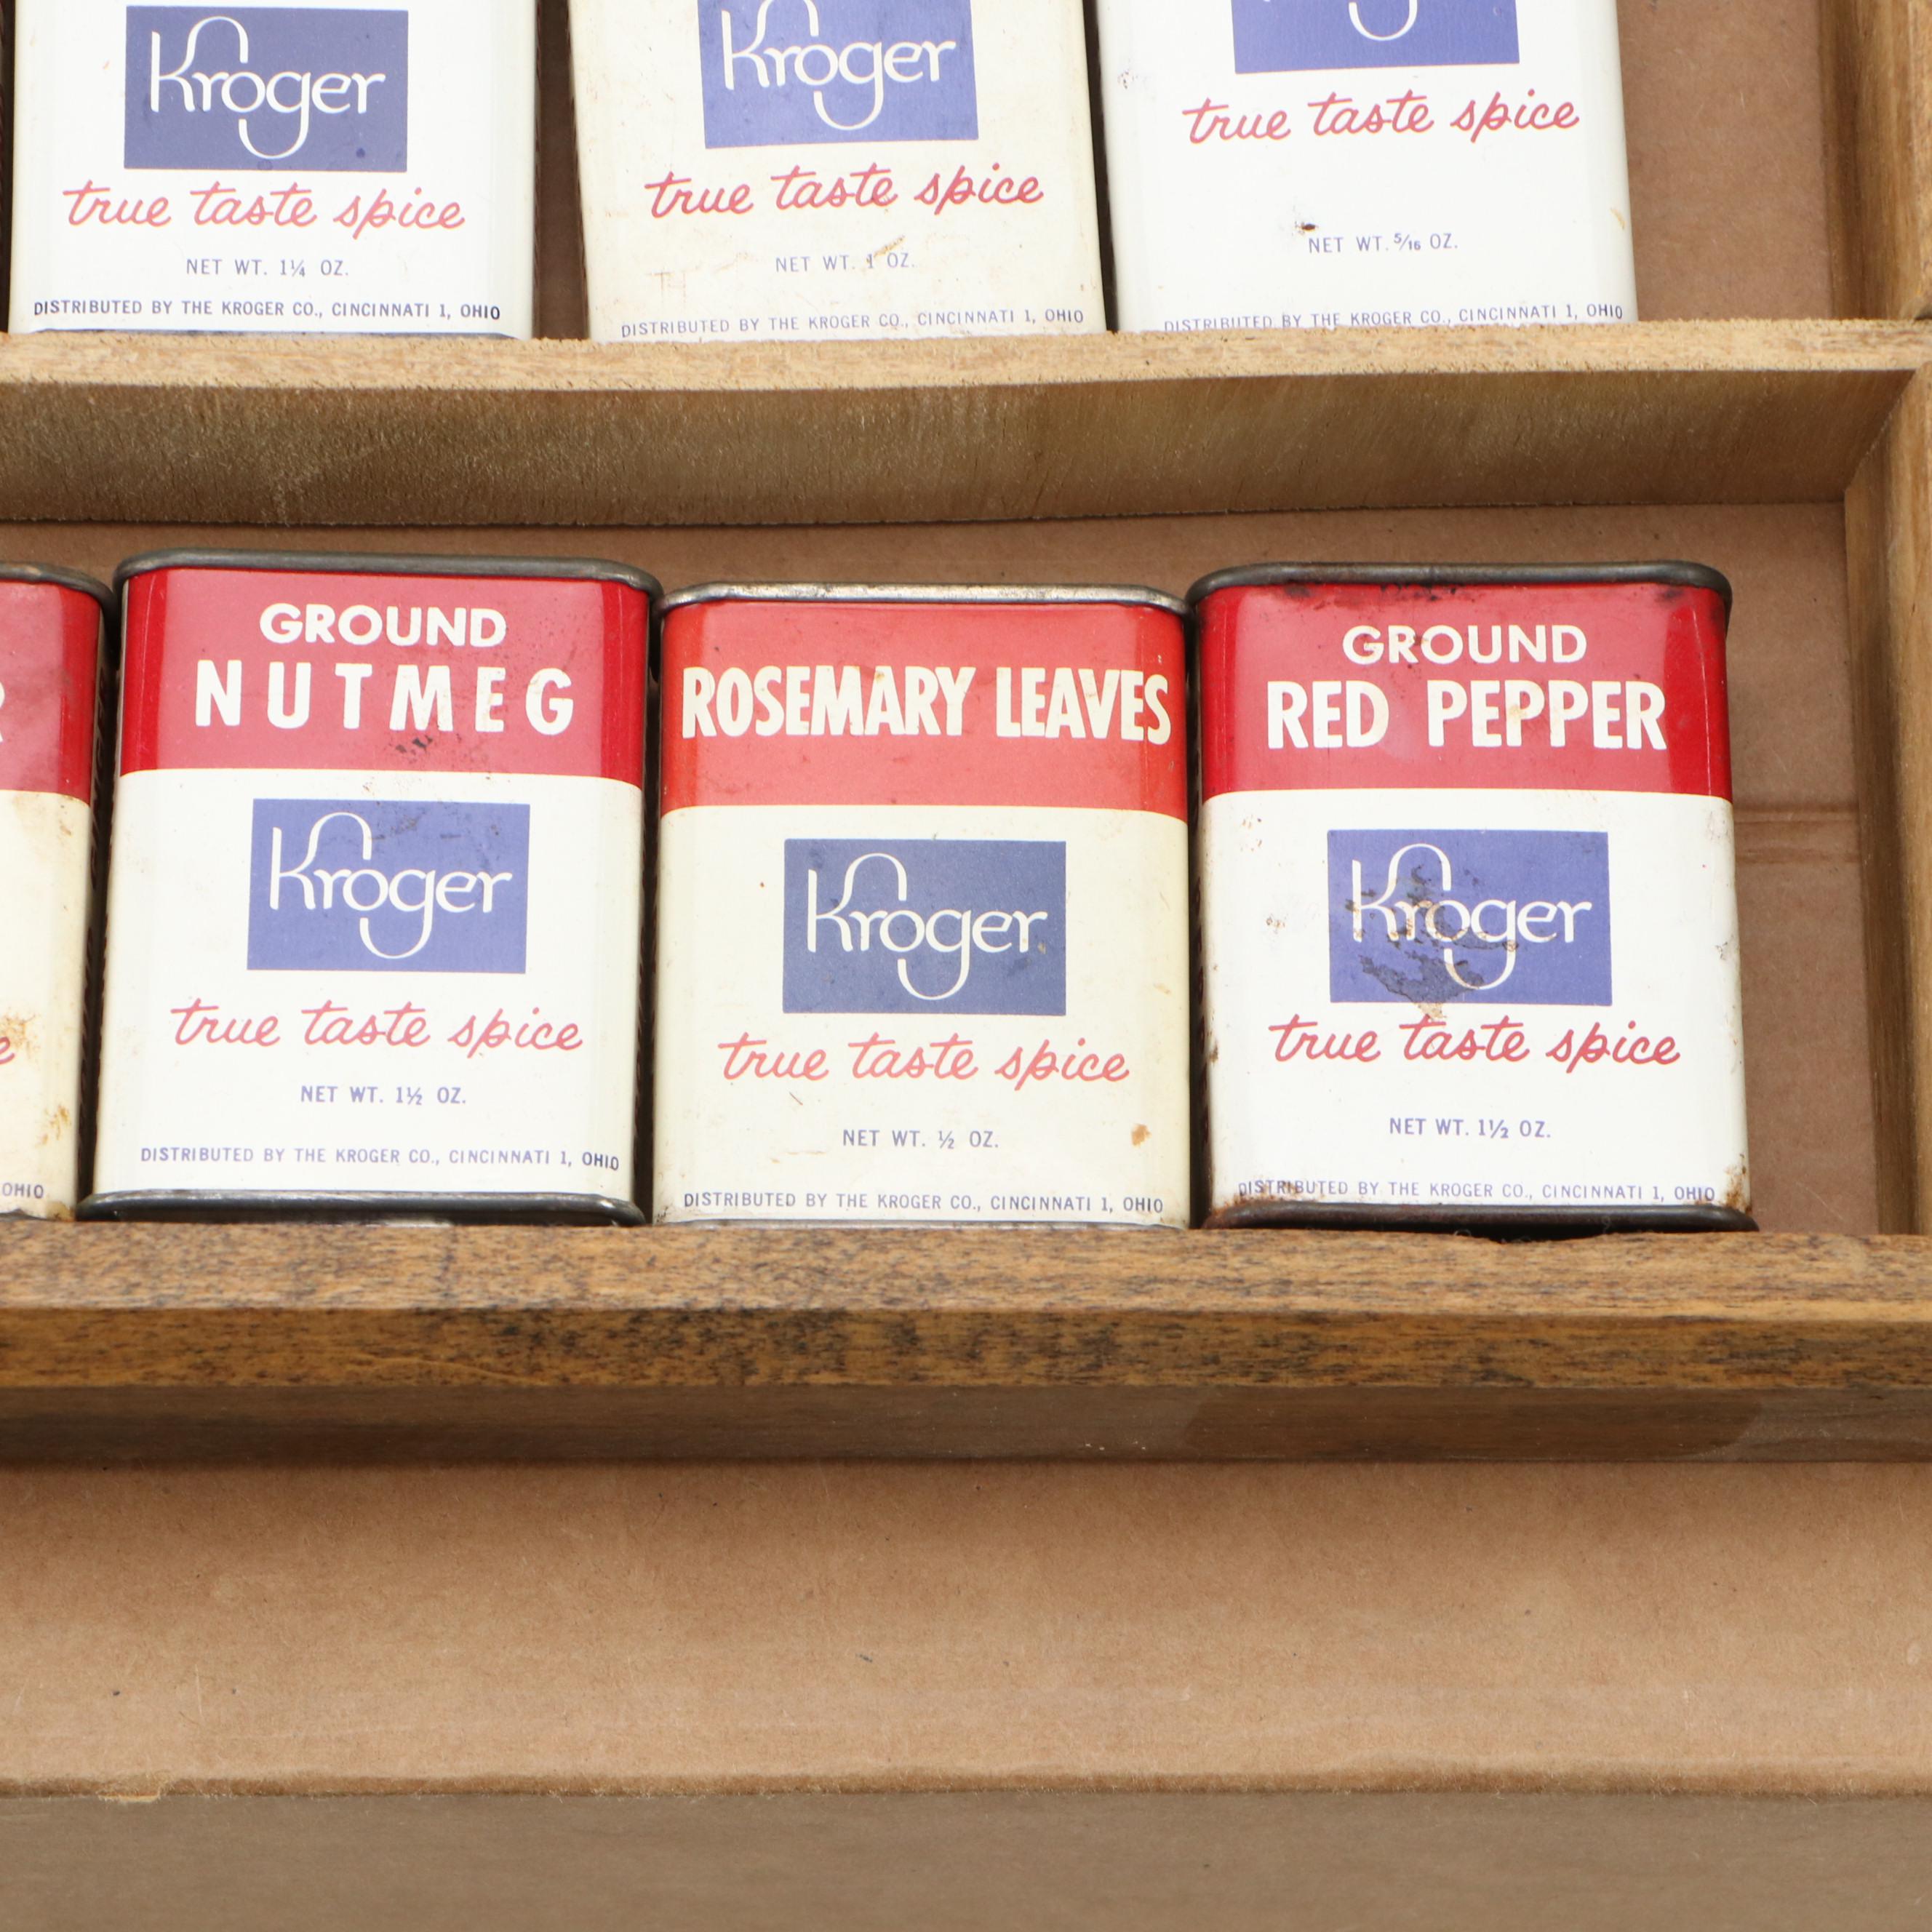 Kroger
true taste spice
NET WT. 1¼ OZ.
DISTRIBUTED BY THE KROGER CO., CINCINNATI 1, OHIO
Kroger
true taste spice
NET WT. 1 OZ.
DISTRIBUTED BY THE KROGER CO., CINCINNATI 1, OHIO
true taste spice
NET WT. 5/16 OZ.
DISTRIBUTED BY THE KROGER CO., CINCINNATI 1, OHIO
OHIO
GROUND
NUTMEG
Kroger
true taste spice
NET WT. 1½ OZ.
DISTRIBUTED BY THE KROGER CO., CINCINNATI 1, OHIO
ROSEMARY LEAVES
Kroger
true taste spice
NET WT. ½ OZ.
DISTRIBUTED BY THE KROGER CO., CINCINNATI 1, OHIO
GROUND
RED PEPPER
Kroger
true taste spice
NET WT. 1½ OZ.
DISTRIBUTED BY THE KROGER CO., CINCINNATI 1, OHIO